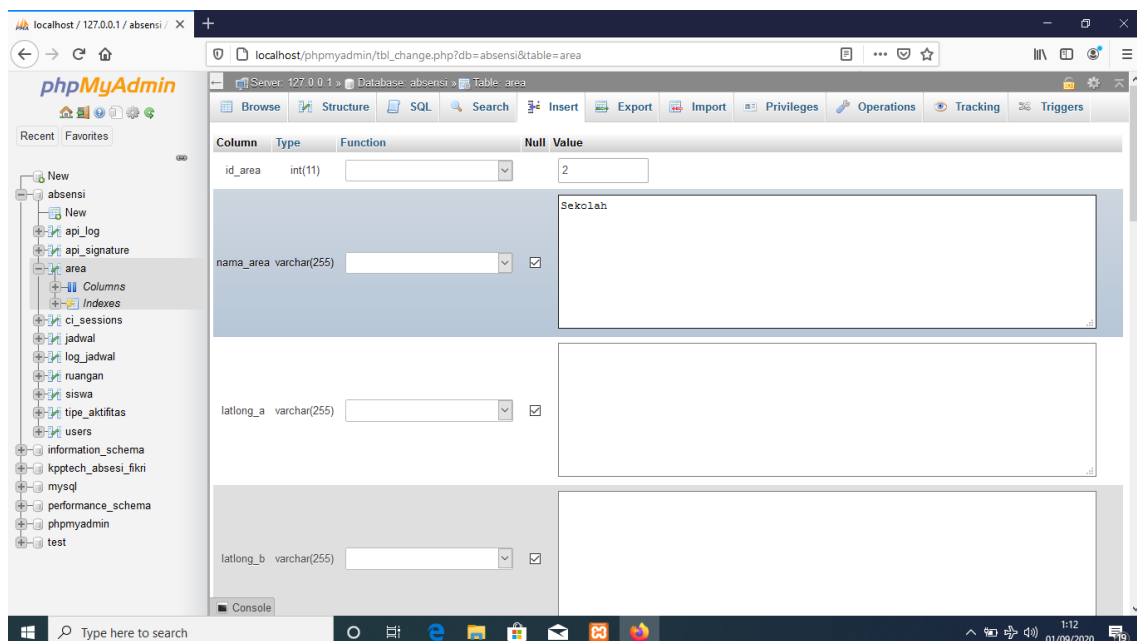 localhost / 127.0.0.1 / absensi /
localhost/phpmyadmin/tbl_change.php?db=absensi&table=area
phpMyAdmin
Recent Favorites
New
absensi
New
api_log
api_signature
area
Columns
Indexes
ci_sessions
jadwal
log_jadwal
ruangan
siswa
tipe_aktifitas
users
information_schema
kpptech_absesi_fikri
mysql
performance_schema
phpmyadmin
test
Server: 127.0.0.1 » Database: absensi » Table: area
Browse Structure SQL Search Insert Export Import Privileges Operations Tracking Triggers
Column Type Function Null Value
id_area int(11) 2
nama_area varchar(255) Sekolah
latlong_a varchar(255)
latlong_b varchar(255)
Console
Type here to search
1:12
01/09/2020
19